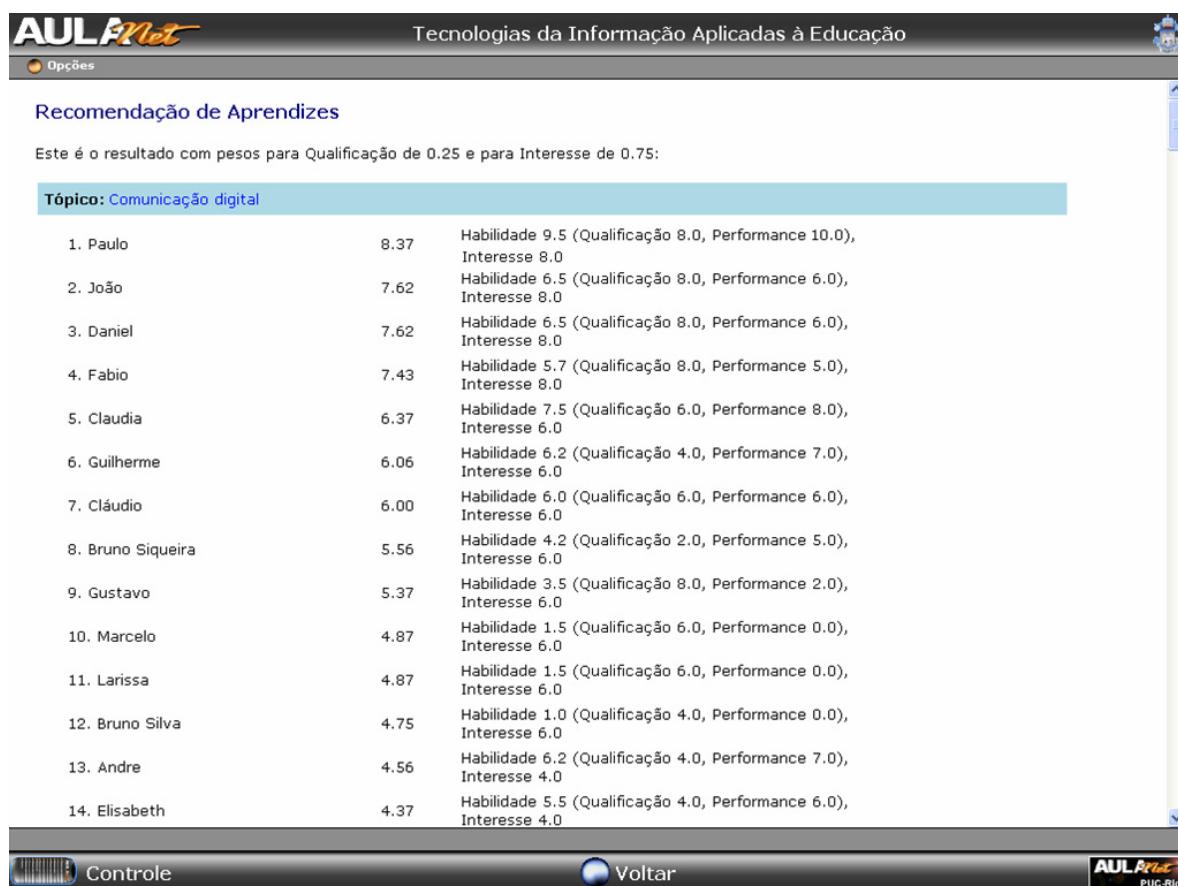 AULANet
Tecnologias da Informação Aplicadas à Educação
Opções
Recomendação de Aprendizes
Este é o resultado com pesos para Qualificação de 0.25 e para Interesse de 0.75:
Tópico: Comunicação digital
1. Paulo 8.37 Habilidade 9.5 (Qualificação 8.0, Performance 10.0),
Interesse 8.0
2. João 7.62 Habilidade 6.5 (Qualificação 8.0, Performance 6.0),
Interesse 8.0
3. Daniel 7.62 Habilidade 6.5 (Qualificação 8.0, Performance 6.0),
Interesse 8.0
4. Fabio 7.43 Habilidade 5.7 (Qualificação 8.0, Performance 5.0),
Interesse 8.0
5. Claudia 6.37 Habilidade 7.5 (Qualificação 6.0, Performance 8.0),
Interesse 6.0
6. Guilherme 6.06 Habilidade 6.2 (Qualificação 4.0, Performance 7.0),
Interesse 6.0
7. Cláudio 6.00 Habilidade 6.0 (Qualificação 6.0, Performance 6.0),
Interesse 6.0
8. Bruno Siqueira 5.56 Habilidade 4.2 (Qualificação 2.0, Performance 5.0),
Interesse 6.0
9. Gustavo 5.37 Habilidade 3.5 (Qualificação 8.0, Performance 2.0),
Interesse 6.0
10. Marcelo 4.87 Habilidade 1.5 (Qualificação 6.0, Performance 0.0),
Interesse 6.0
11. Larissa 4.87 Habilidade 1.5 (Qualificação 6.0, Performance 0.0),
Interesse 6.0
12. Bruno Silva 4.75 Habilidade 1.0 (Qualificação 4.0, Performance 0.0),
Interesse 6.0
13. Andre 4.56 Habilidade 6.2 (Qualificação 4.0, Performance 7.0),
Interesse 4.0
14. Elisabeth 4.37 Habilidade 5.5 (Qualificação 4.0, Performance 6.0),
Interesse 4.0
Controle
Voltar
AULANet
PUC-Rio